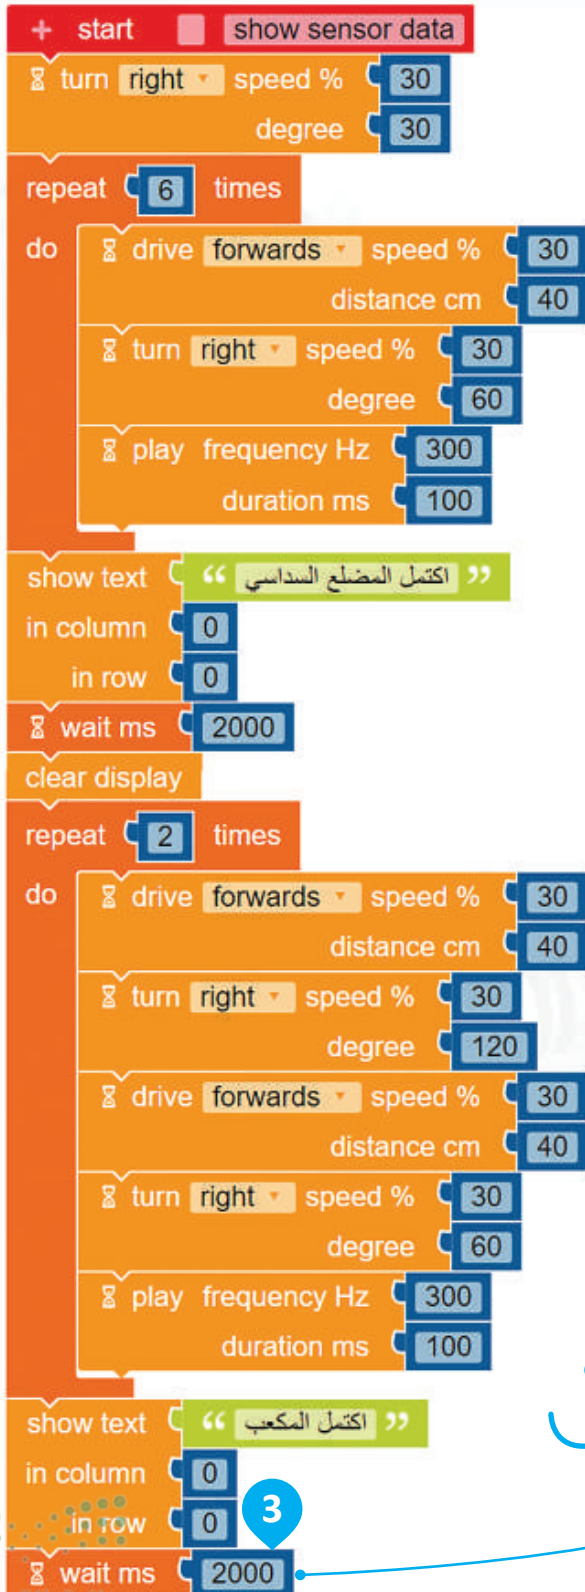 + start show sensor data
turn right speed % 30
degree 30
repeat 6 times
do drive forwards speed % 30
distance cm 40
turn right speed % 30
degree 60
play frequency Hz 300
duration ms 100
show text “ اكتمل المضلع السداسي ”
in column 0
in row 0
wait ms 2000
clear display
repeat 2 times
do drive forwards speed % 30
distance cm 40
turn right speed % 30
degree 120
drive forwards speed % 30
distance cm 40
turn right speed % 30
degree 60
play frequency Hz 300
duration ms 100
show text “ اكتمل المكعب ”
in column 0
in row 0
3
wait ms 2000